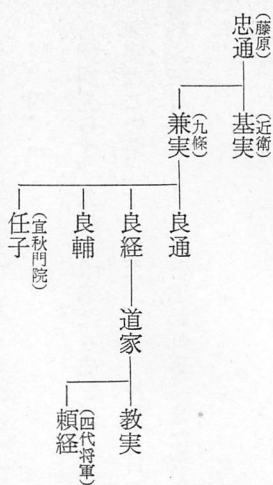 忠通
(藤原)
基実
(近衛)
兼実
(九條)
良通
良経
良輔
任子
(宜秋門院)
道家
教実
頼経
(四代将軍)